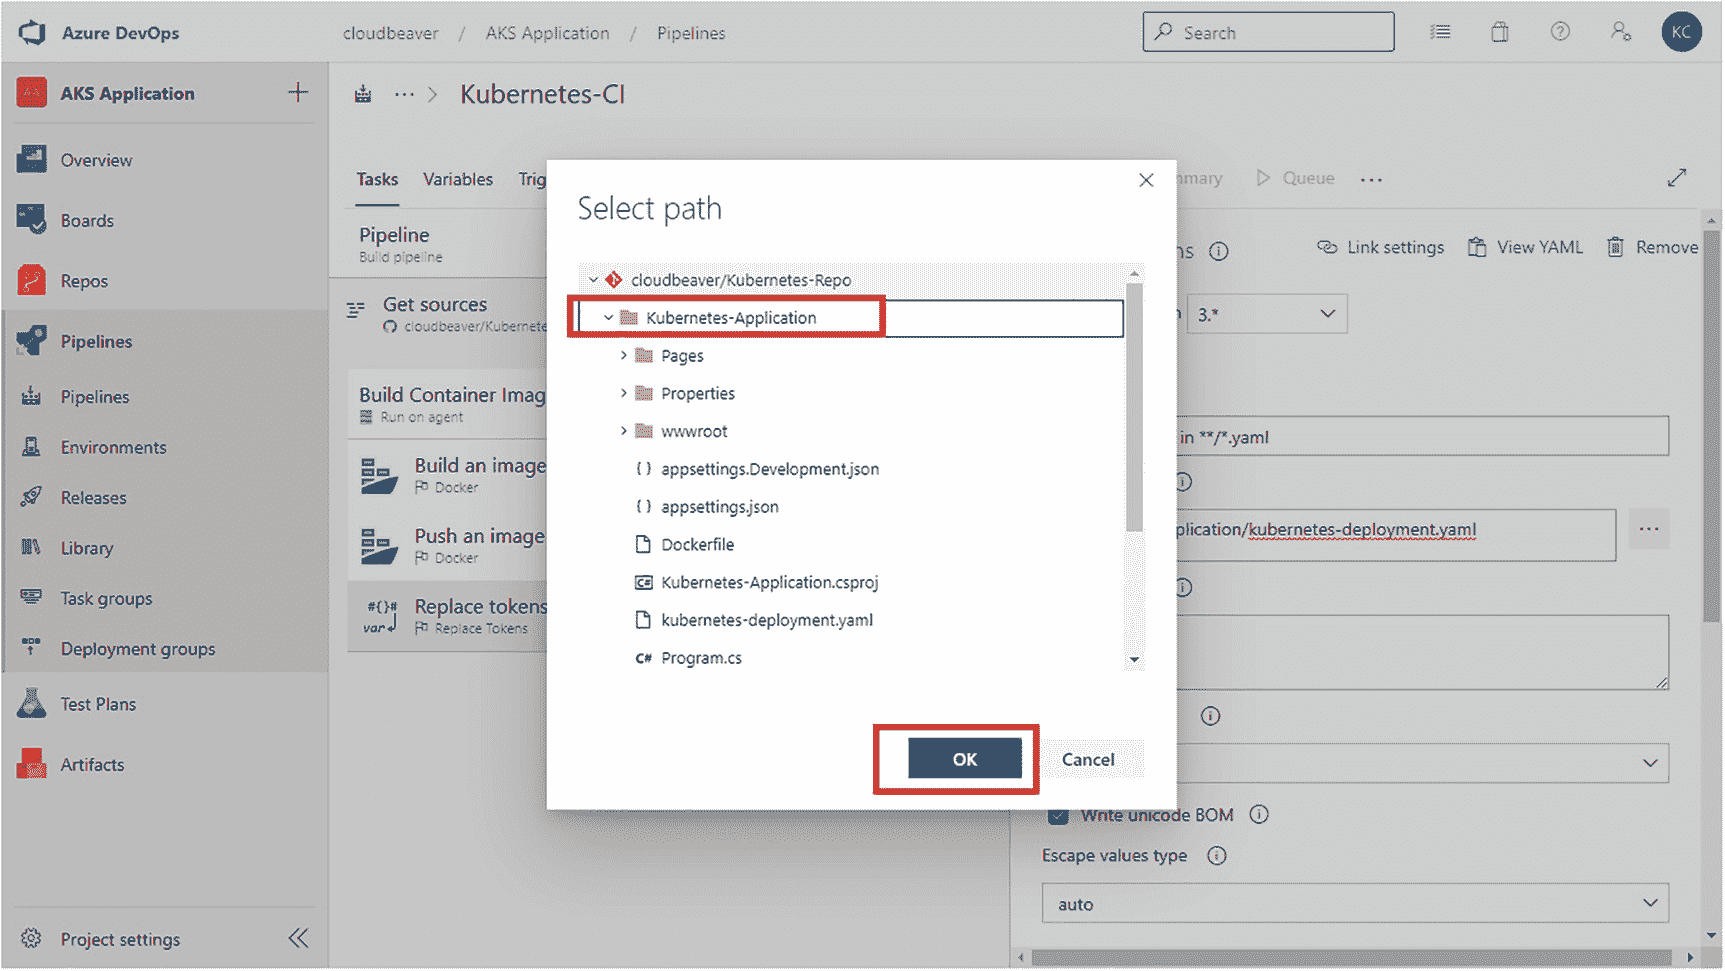 Azure DevOps
cloudbeaver / AKS Application / Pipelines
Search
KC
AKS Application
Kubernetes-CI
Overview
Boards
Repos
Pipelines
Pipelines
Environments
Releases
Library
Task groups
Deployment groups
Test Plans
Artifacts
Project settings
Tasks Variables Trig
mmary Queue
Pipeline
Build pipeline
Get sources
cloudbeaver/Kubernete
Build Container Imag
Run on agent
Build an image
Docker
Push an image
Docker
#{}#
var
Replace tokens
Replace Tokens
Select path
cloudbeaver/Kubernetes-Repo
Kubernetes-Application
Pages
Properties
wwwroot
{ } appsettings.Development.json
{ } appsettings.json
Dockerfile
C# Kubernetes-Application.csproj
kubernetes-deployment.yaml
C# Program.cs
OK Cancel
ns
Link settings View YAML Remove
3.*
in **/*.yaml
plication/kubernetes-deployment.yaml
Write unicode BOM
Escape values type
auto